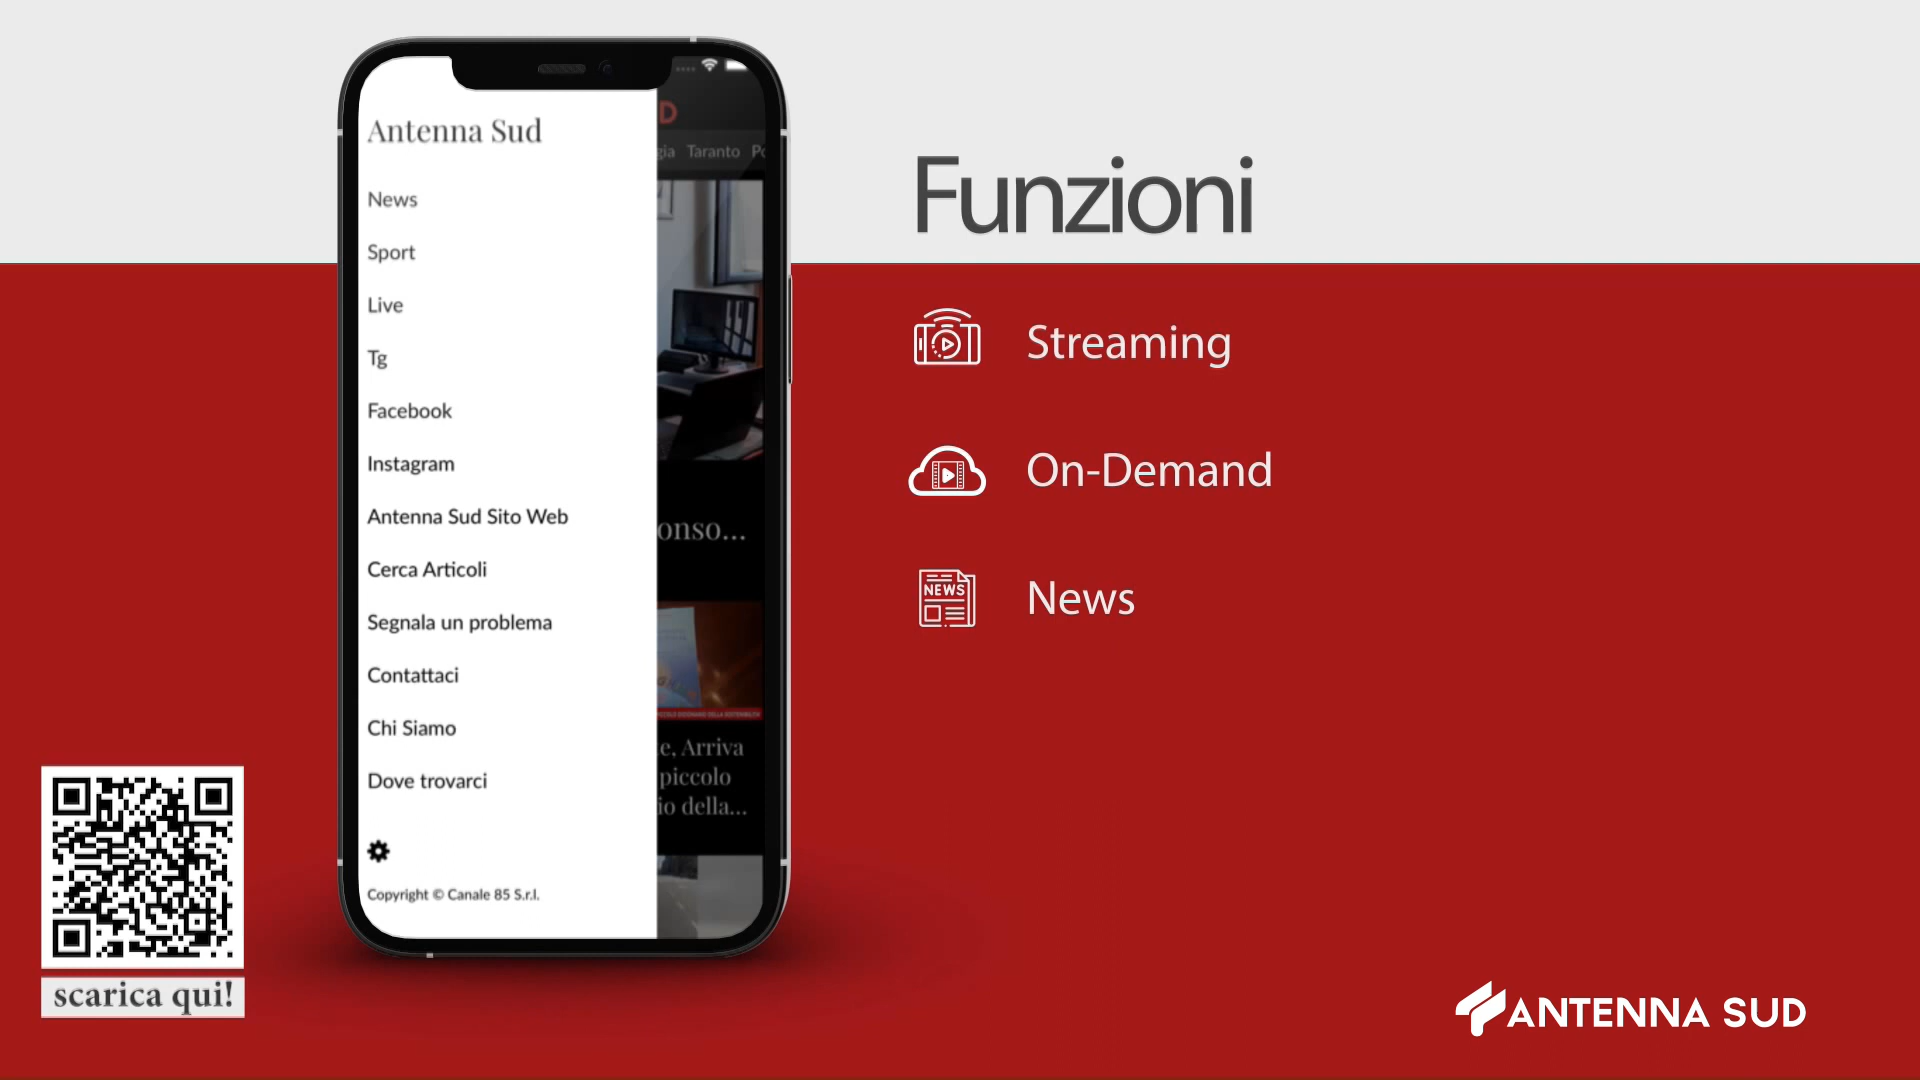 Antenna Sud
News
Sport
Live
Tg
Facebook
Instagram
Antenna Sud Sito Web
Cerca Articoli
Segnala un problema
Contattaci
Chi Siamo
Dove trovarci
Copyright © Canale 85 S.r.l.
D
gia Taranto Po
onso...
e, Arriva
piccolo
io della...
Funzioni
Streaming
On-Demand
NEWS
News
scarica qui!
ANTENNA SUD